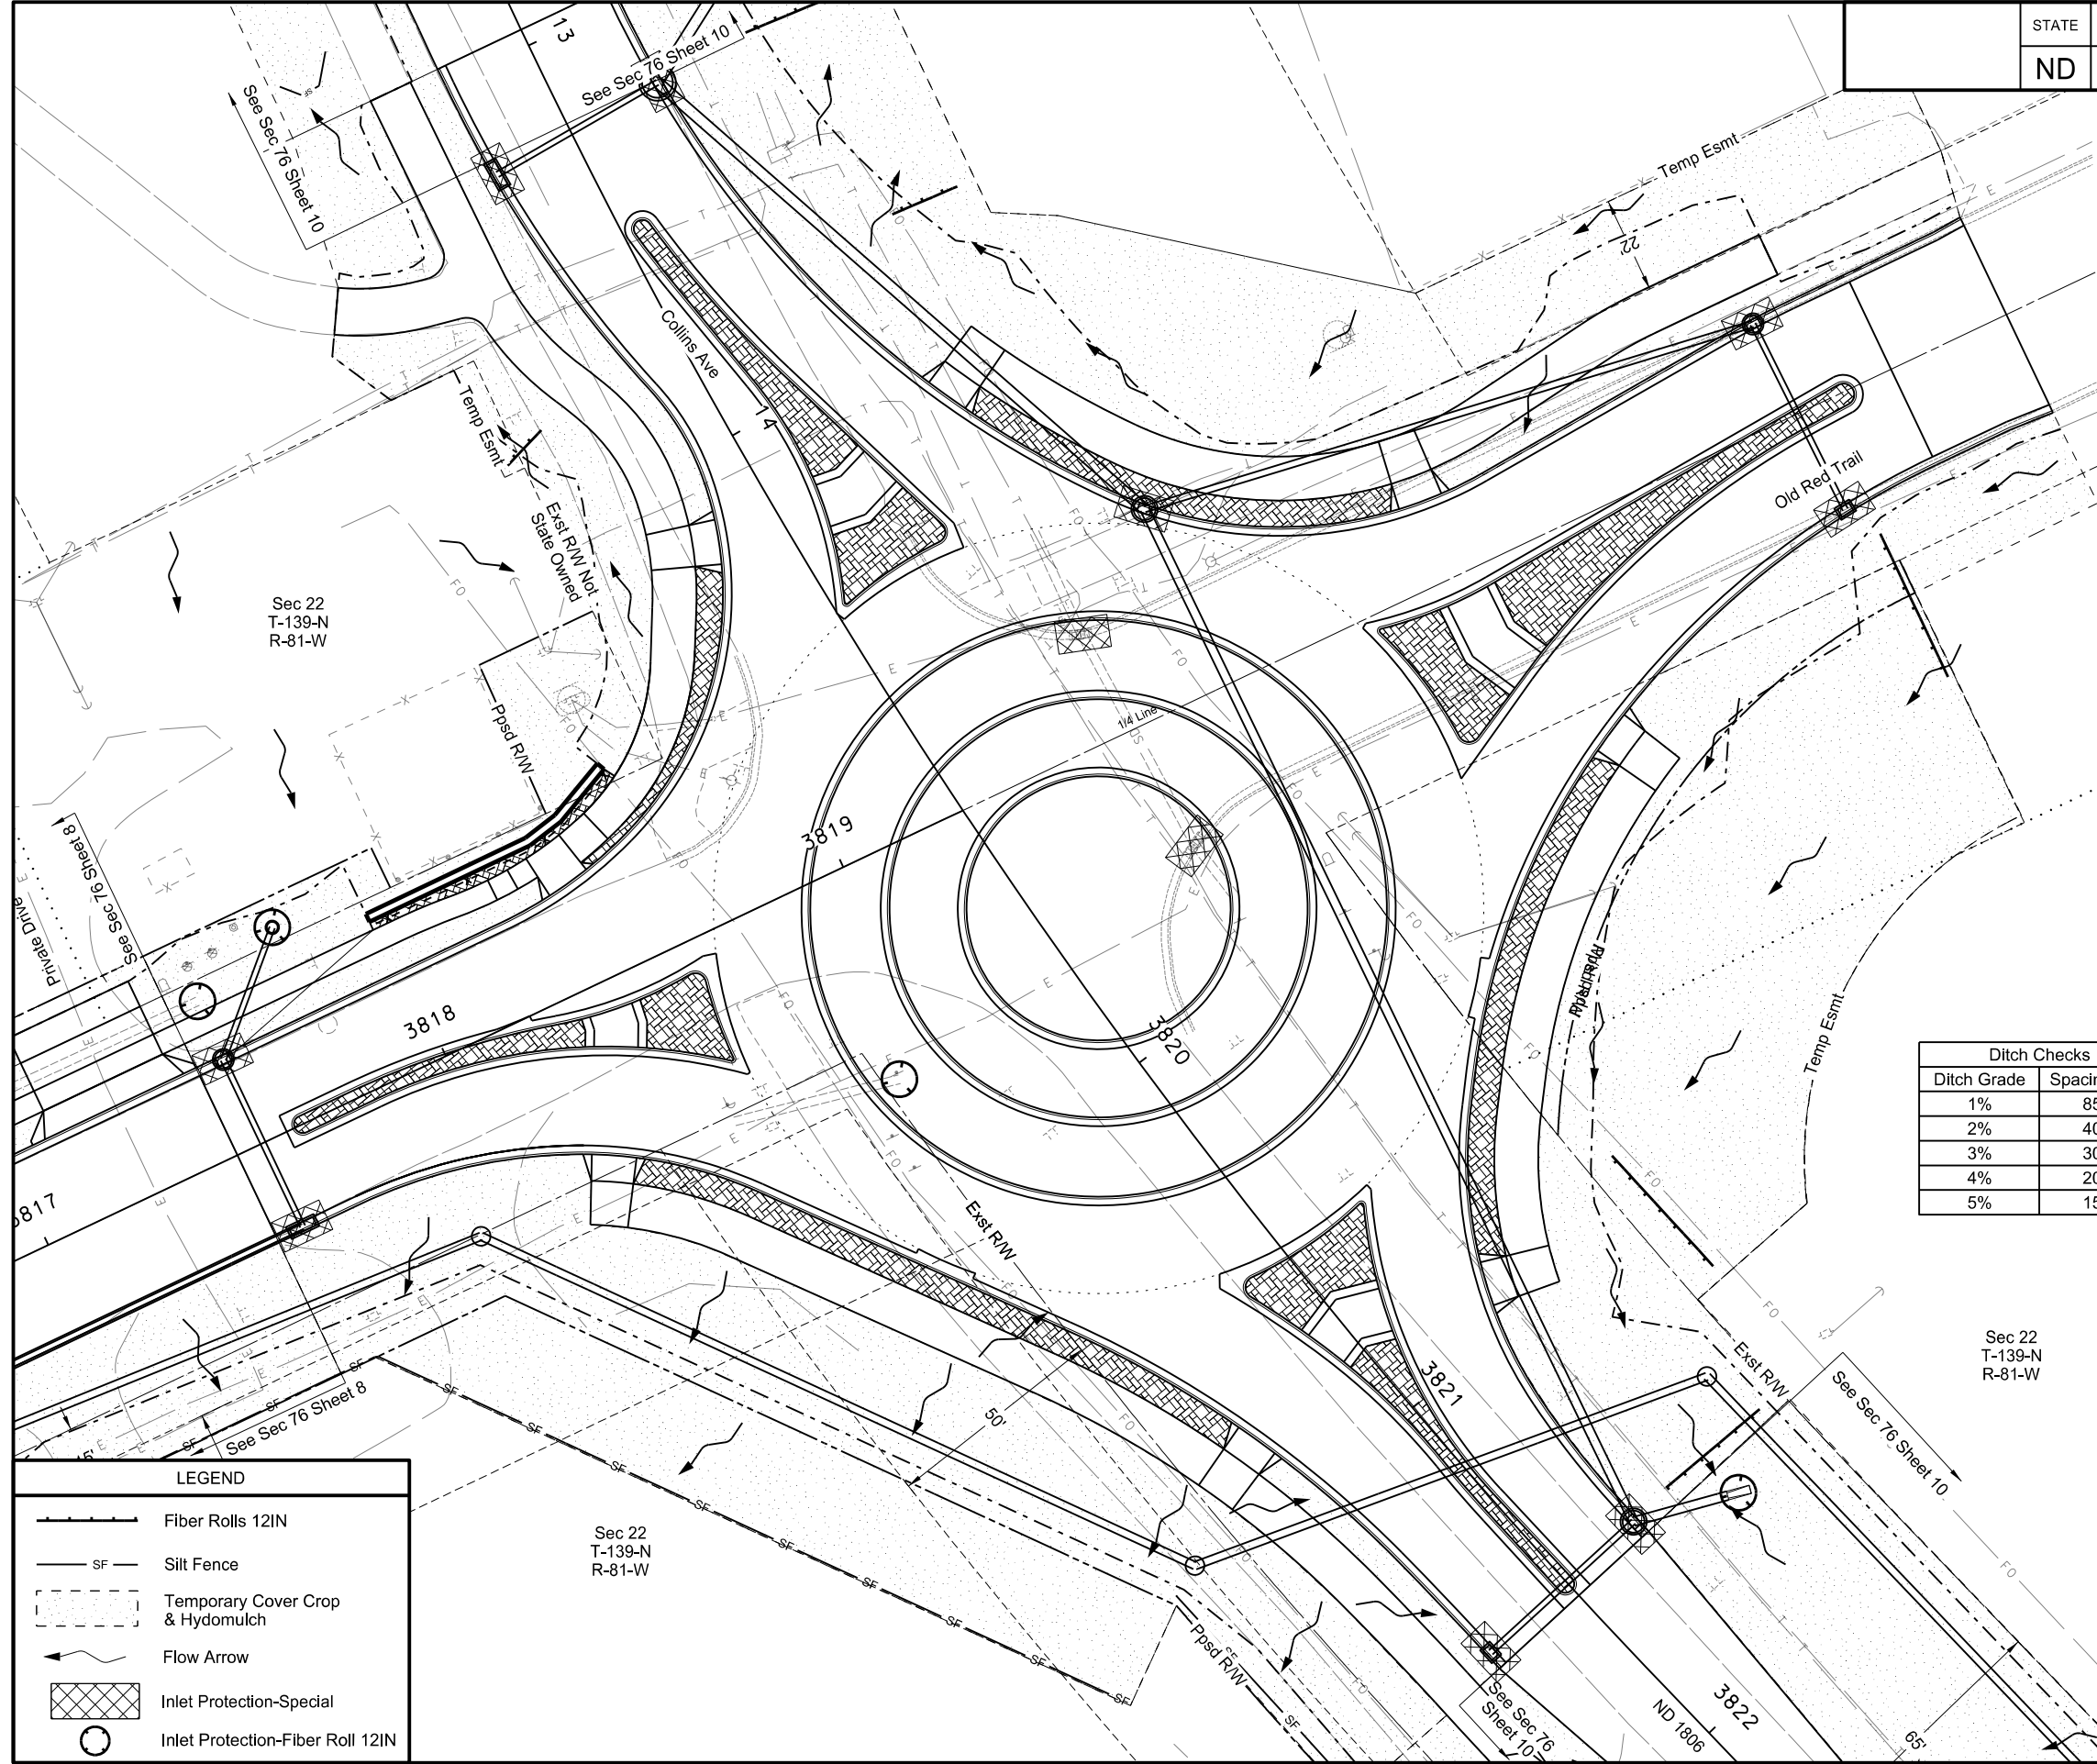 STATE
ND
13
See Sec 76 Sheet 10
See Sec 76 Sheet 10
Temp Esmt
22'
Collins Ave
14
Temp Esmt
Exst R/W Not
State Owned
Old Red Trail
Sec 22
T-139-N
R-81-W
1/4 Line
Ppsd R/W
3819
See Sec 76 Sheet 8
Private Drive
Ppsd R/W
3818
3820
Temp Esmt
Ditch Checks
Ditch Grade
1%
2%
3%
4%
5%
3817
Exst R/W
Exst R/W
Sec 22
T-139-N
R-81-W
See Sec 76 Sheet 10
3821
50'
See Sec 76 Sheet 8
15'
LEGEND
Fiber Rolls 12IN
SF
Silt Fence
Temporary Cover Crop
& Hydomulch
Flow Arrow
Inlet Protection-Special
Inlet Protection-Fiber Roll 12IN
Sec 22
T-139-N
R-81-W
Ppsd R/W
See Sec 76
Sheet 10
ND 1806
3822
65'